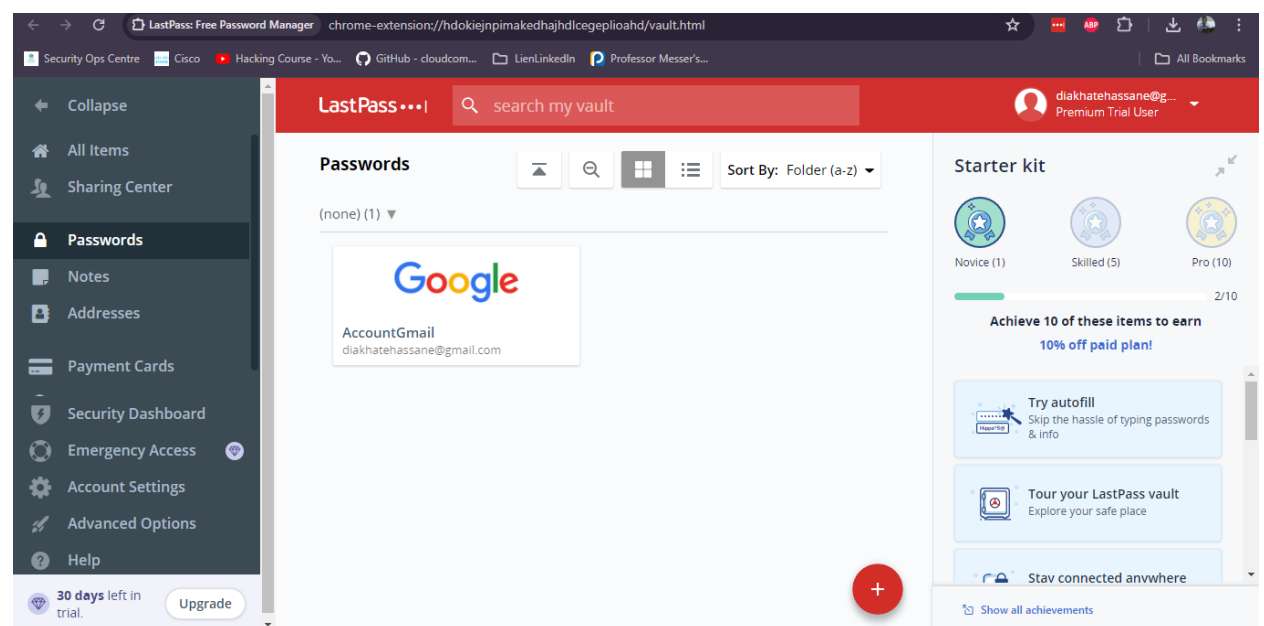 LastPass: Free Password Manager
chrome-extension://hdokiejnpimakedhajhdlcegeplioahd/vault.html
ABP
Security Ops Centre
Cisco
Hacking Course - Yo...
GitHub - cloudcom...
LienLinkedIn
Professor Messer's...
All Bookmarks
Collapse
All Items
Sharing Center
Passwords
Notes
Addresses
Payment Cards
Security Dashboard
Emergency Access
Account Settings
Advanced Options
Help
30 days left in
trial.
Upgrade
LastPass
search my vault
diakhatehassane@g...
Premium Trial User
Passwords
Sort By: Folder (a-z)
(none) (1)
Google
AccountGmail
diakhatehassane@gmail.com
+
Starter kit
Novice (1)
Skilled (5)
Pro (10)
2/10
Achieve 10 of these items to earn
10% off paid plan!
Try autofill
Skip the hassle of typing passwords
& info
Tour your LastPass vault
Explore your safe place
Stay connected anywhere
Show all achievements